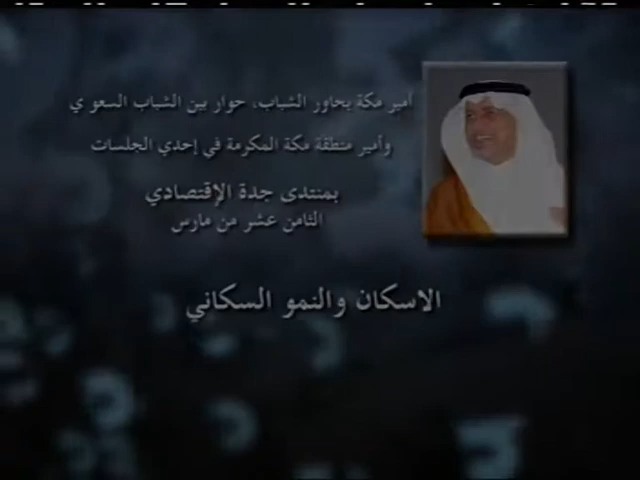 أمير مكة يحاور الشباب، حوار بين الشباب السعو ي
وأمير منطقة مكة المكرمة في إحدي الجلسات
بمنتدى جدة الإقتصادي
الثامن عشر من مارس
الاسكان والنمو السكاني